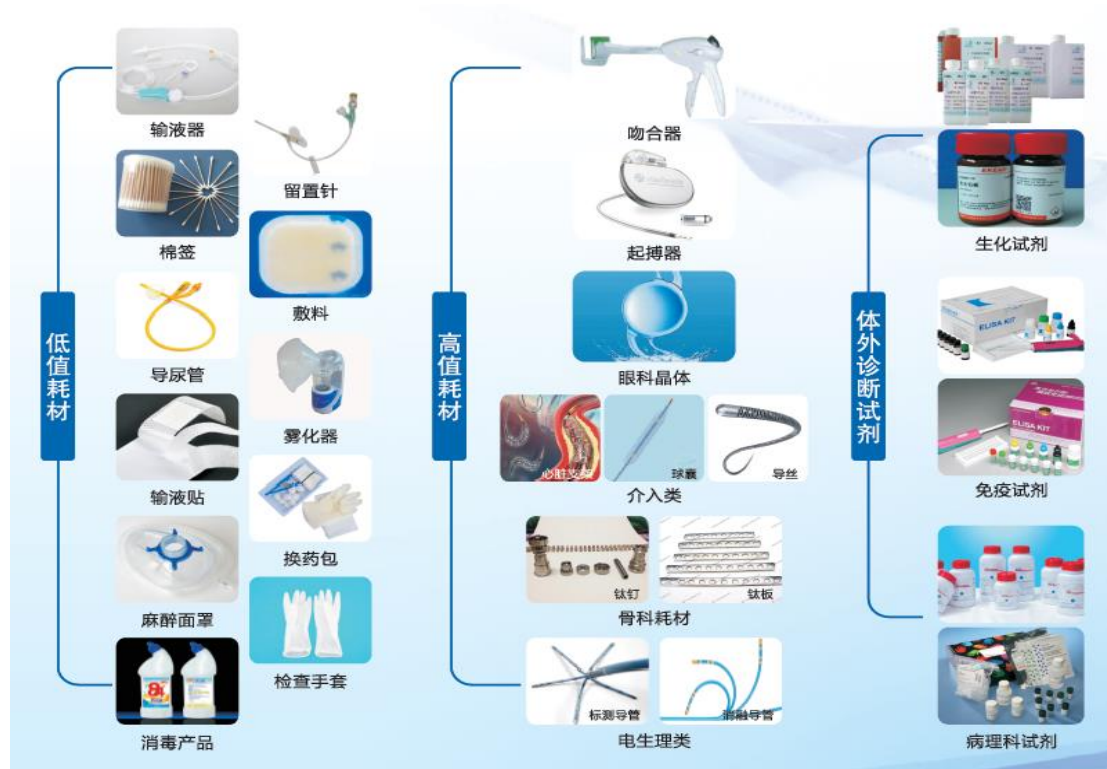 低值耗材
输液器
留置针
棉签
敷料
导尿管
雾化器
输液贴
换药包
麻醉面罩
检查手套
消毒产品
高值耗材
吻合器
起搏器
眼科晶体
心脏支架
球囊
导丝
介入类
钛钉
钛板
骨科耗材
标测导管
消融导管
电生理类
体外诊断试剂
生化试剂
ELISA KIT
ELISA KIT
免疫试剂
病理科试剂